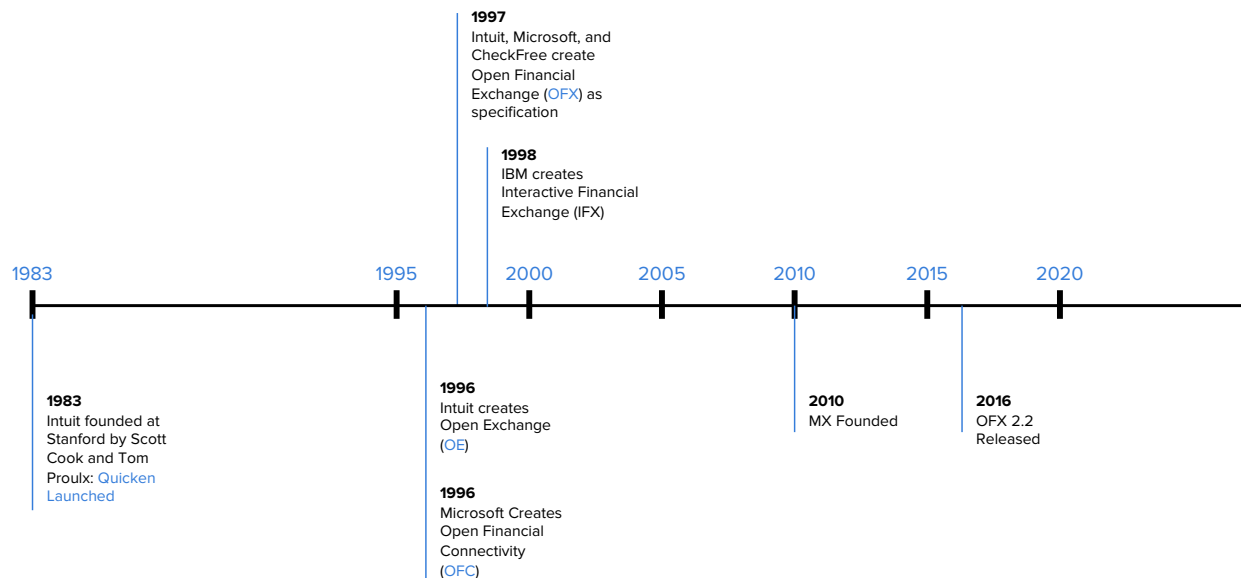 1997
Intuit, Microsoft, and
CheckFree create
Open Financial
Exchange (OFX) as
specification
1998
IBM creates
Interactive Financial
Exchange (IFX)
1983
1995
2000
2005
2010
2015
2020
1983
Intuit founded at
Stanford by Scott
Cook and Tom
Proulx: Quicken
Launched
1996
Intuit creates
Open Exchange
(OE)
1996
Microsoft Creates
Open Financial
Connectivity
(OFC)
2010
MX Founded
2016
OFX 2.2
Released